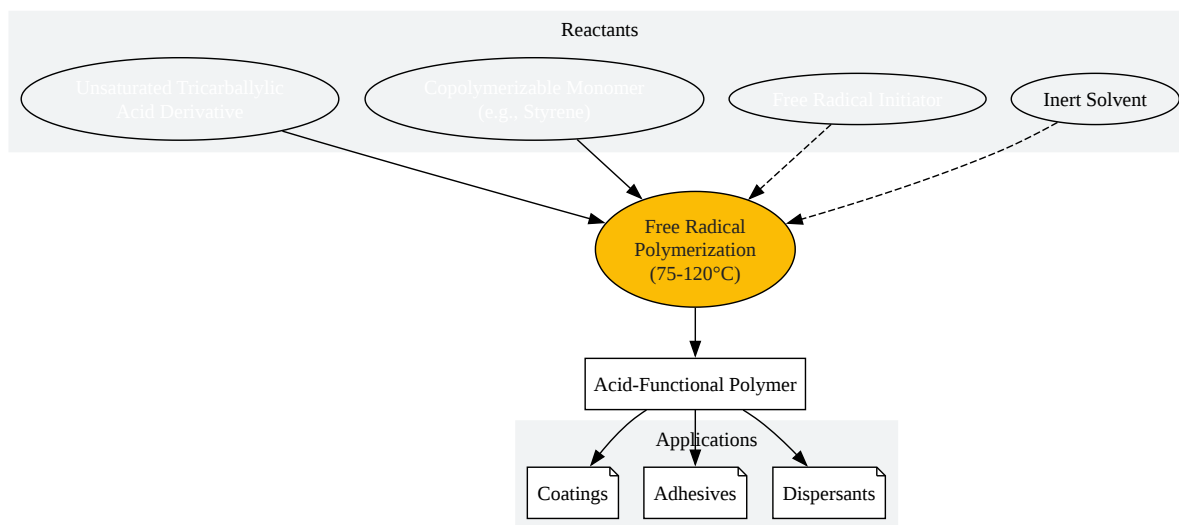 Reactants
Unsaturated Tricarballylic
Acid Derivative
Copolymerizable Monomer
(e.g., Styrene)
Free Radical Initiator
Inert Solvent
Free Radical
Polymerization
(75-120°C)
Acid-Functional Polymer
Applications
Coatings
Adhesives
Dispersants